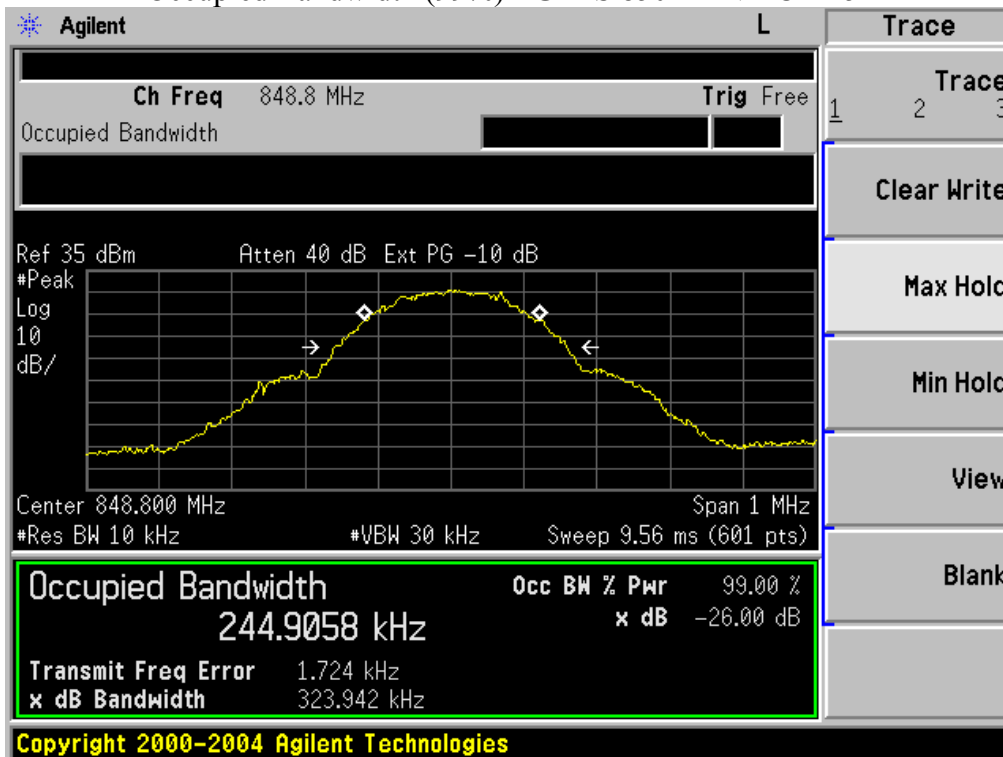 Agilent L Trace
Ch Freq 848.8 MHz Trig Free
Occupied Bandwidth
Trace
1 2 3
Clear Write
Max Hold
Min Hold
View
Blank
Ref 35 dBm Atten 40 dB Ext PG -10 dB
#Peak
Log
10
dB/
Center 848.800 MHz Span 1 MHz
#Res BW 10 kHz #VBW 30 kHz Sweep 9.56 ms (601 pts)
Occupied Bandwidth Occ BW % Pwr 99.00 %
244.9058 kHz x dB -26.00 dB
Transmit Freq Error 1.724 kHz
x dB Bandwidth 323.942 kHz
Copyright 2000-2004 Agilent Technologies